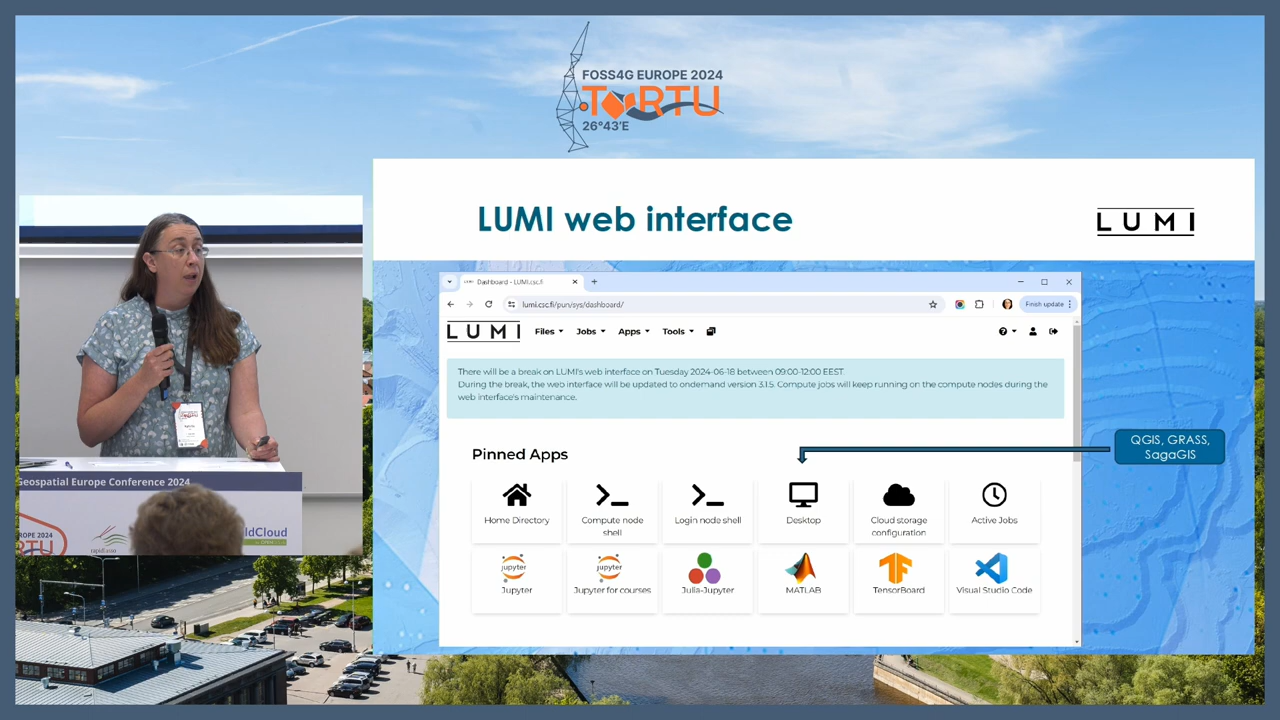 FOSS4G EUROPE 2024
TARTU
26°43'E
LUMI web interface
LUMI
Dashboard - LUMI.csc.fi
lumi.csc.fi/pun/sys/dashboard/
Finish update
LUMI
Files
Jobs
Apps
Tools
There will be a break on LUMI's web interface on Tuesday 2024-06-18 between 09:00-12:00 EEST.
During the break, the web interface will be updated to ondemand version 3.1.5. Compute jobs will keep running on the compute nodes during the
web interface's maintenance.
Pinned Apps
QGIS, GRASS,
SagaGIS
Home Directory
Compute node
shell
Login node shell
Desktop
Cloud storage
configuration
Active Jobs
jupyter
Jupyter
jupyter
Jupyter for courses
Julia-Jupyter
MATLAB
TensorBoard
Visual Studio Code
Geospatial Europe Conference 2024
ROPE 2024
RTU
ldCloud